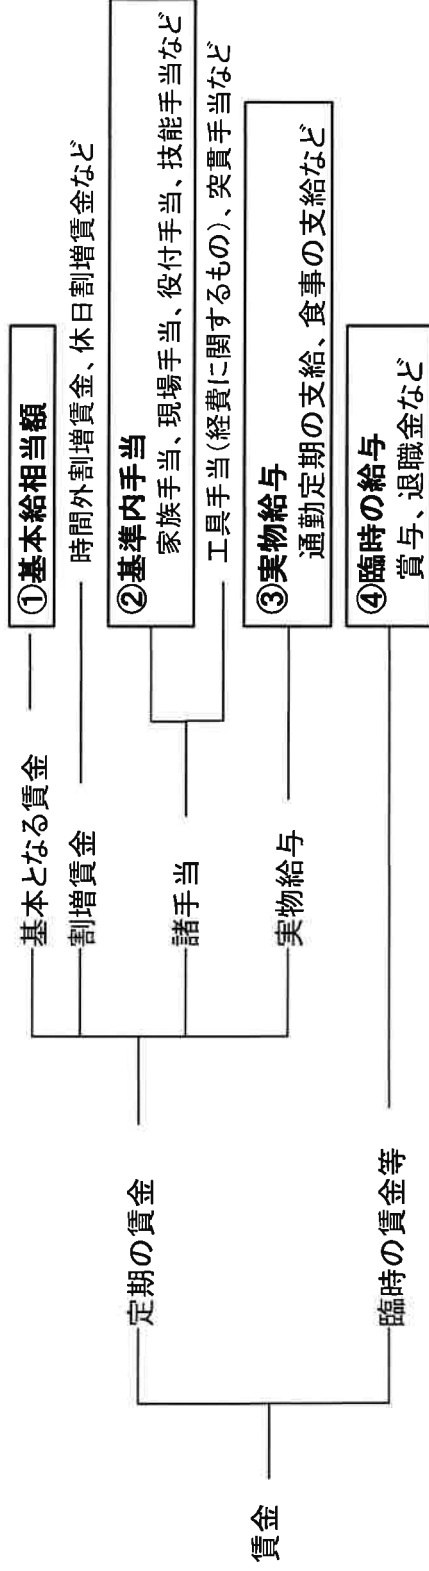 賃金
定期の賃金
基本となる賃金
①基本給相当額
割増賃金
時間外割増賃金、休日割増賃金など
諸手当
②基準内手当
家族手当、現場手当、役付手当、技能手当など
工具手当(経費に関するもの)、突貫手当など
実物給与
③実物給与
通勤定期の支給、食事の支給など
臨時の賃金等
④臨時の給与
賞与、退職金など